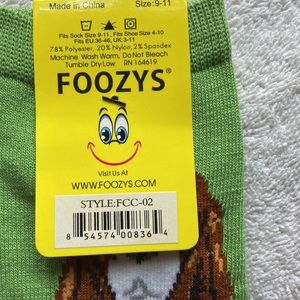 Made in China Size:9-11
Fits Sock Size 9-11, Fits Shoe Size 4-10
Fits EU:36-46, UK:3-11
78% Polyester, 20% Nylon, 2% Spandex
Machine Wash Warm, Do Not Bleach
Tumble Dry Low RN 164619
FOOZYS®
Visit Us At
WWW.FOOZYS.COM
STYLE:FCC-02
8 54574 00836 4